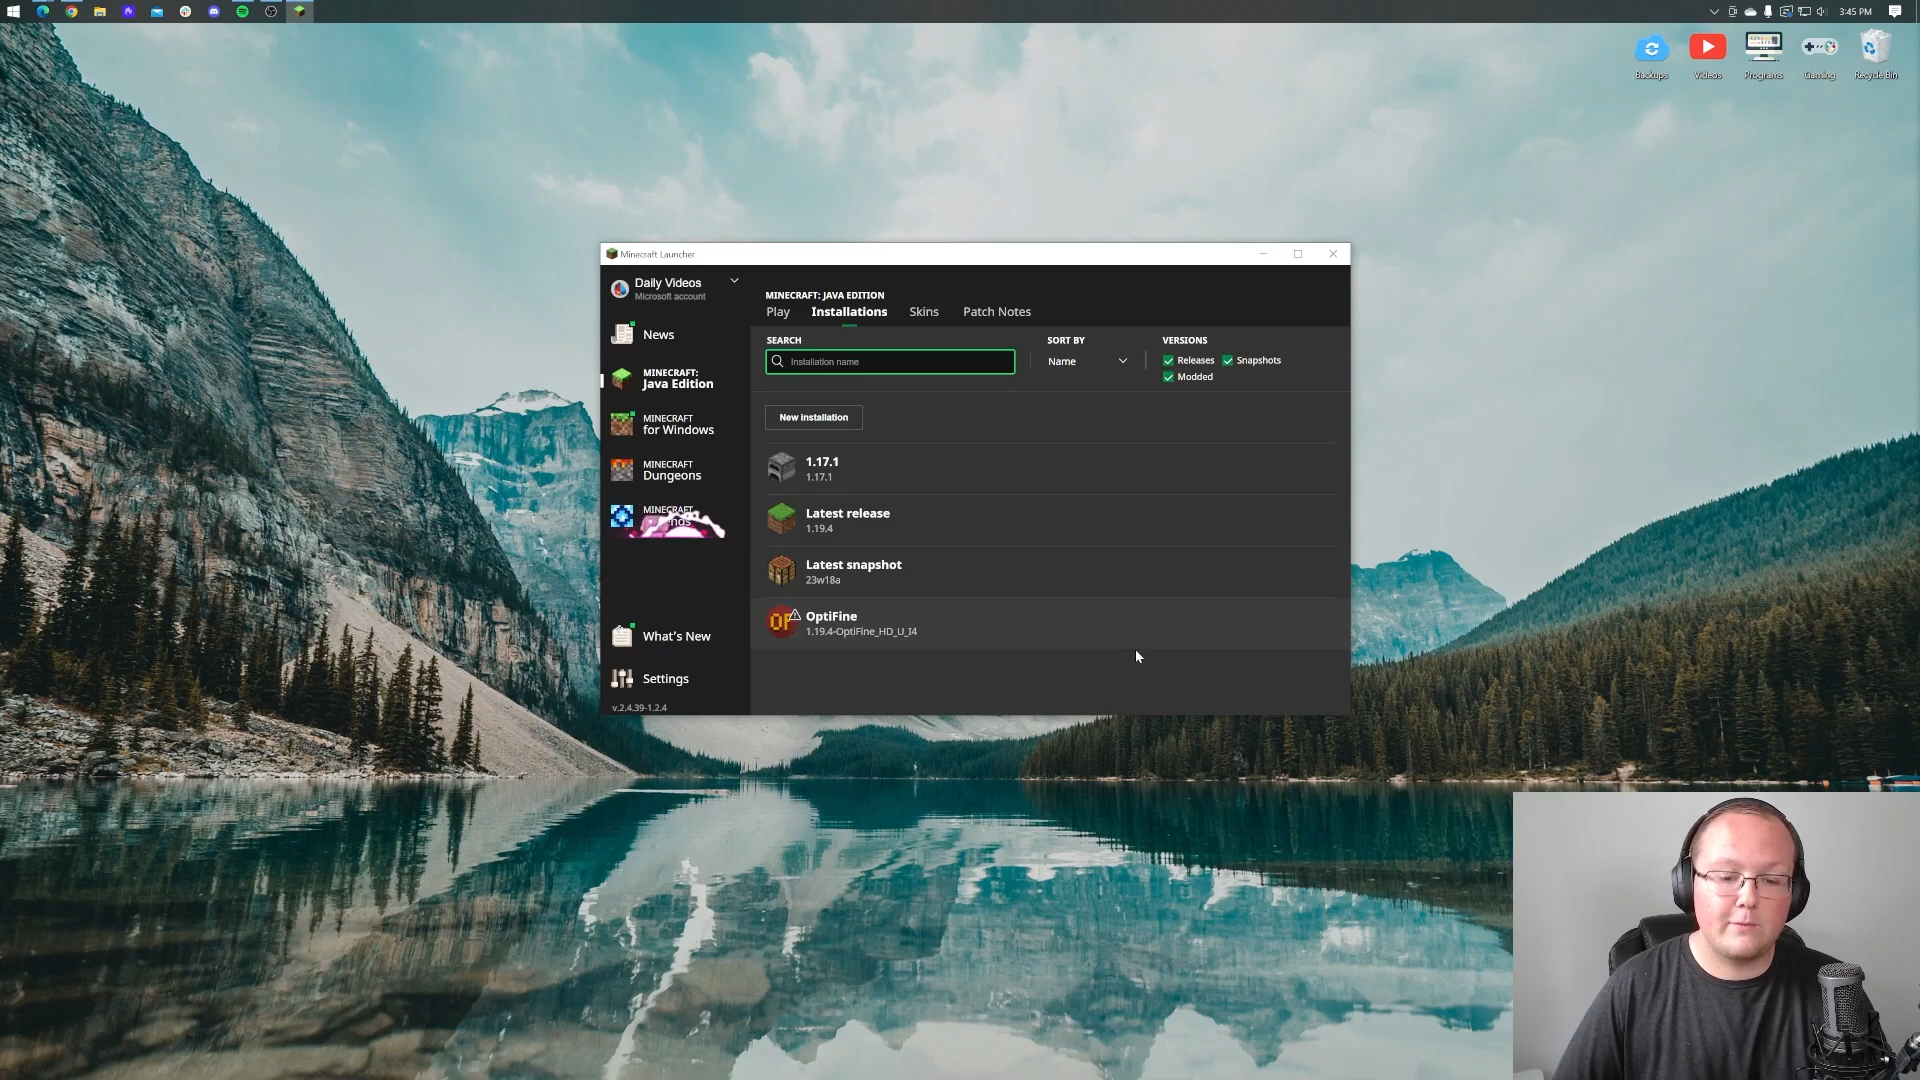 3:45 PM
Backups
Videos
Programs
Gaming
Recycle Bin
Minecraft Launcher
Daily Videos
Microsoft account
News
MINECRAFT:
Java Edition
MINECRAFT
for Windows
MINECRAFT
Dungeons
MINECRAFT
What's New
Settings
v.2.4.39-1.2.4
MINECRAFT: JAVA EDITION
Play Installations Skins Patch Notes
SEARCH
Installation name
SORT BY
Name
VERSIONS
Releases Snapshots
Modded
New installation
1.17.1
1.17.1
Latest release
1.19.4
Latest snapshot
23w18a
OF
OptiFine
1.19.4-OptiFine_HD_U_I4